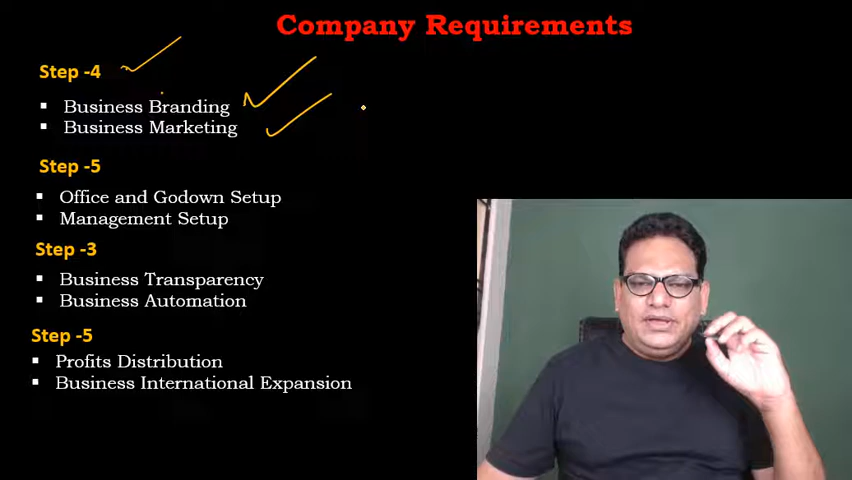 Company Requirements
Step -4
▪ Business Branding
▪ Business Marketing
Step -5
▪ Office and Godown Setup
▪ Management Setup
Step -3
▪ Business Transparency
▪ Business Automation
Step -5
▪ Profits Distribution
▪ Business International Expansion